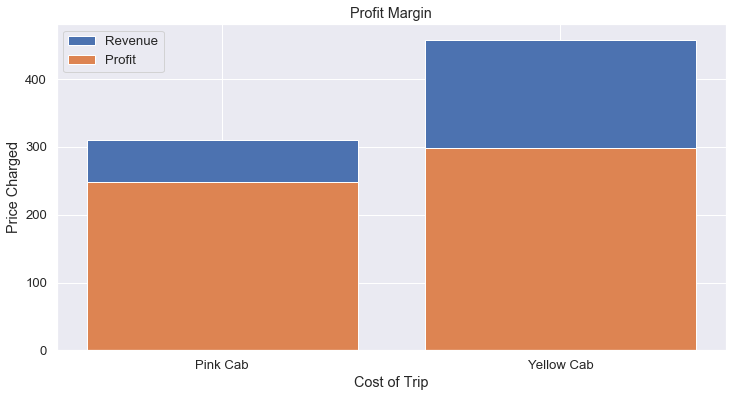 Profit Margin
Revenue
Profit
Price Charged
400
300
200
100
0
Pink Cab
Yellow Cab
Cost of Trip